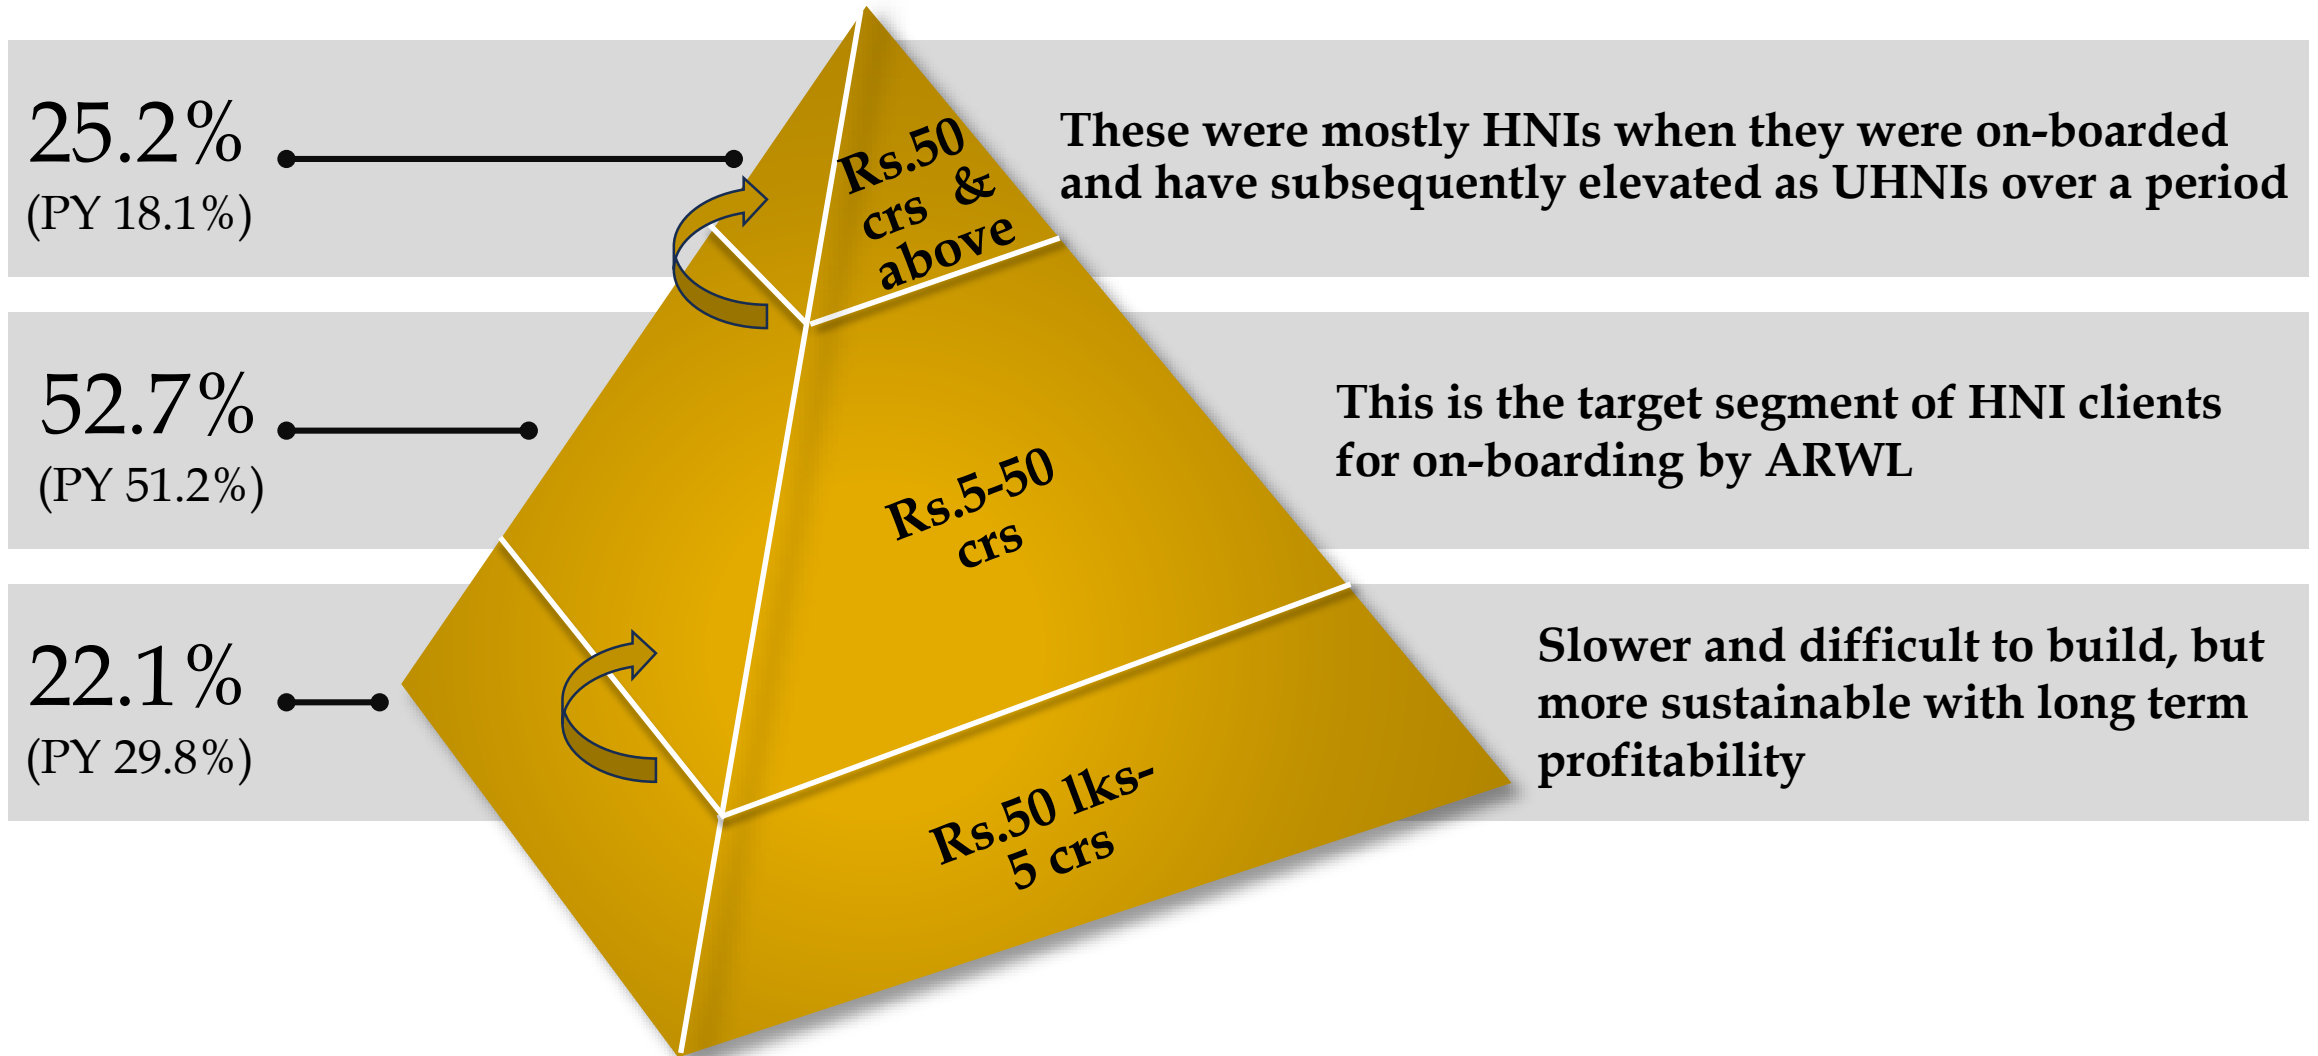 25.2%
(PY 18.1%)
Rs.50
crs & 
above
These were mostly HNIs when they were on-boarded
and have subsequently elevated as UHNIs over a period
52.7%
(PY 51.2%)
Rs.5-50
crs
This is the target segment of HNI clients
for on-boarding by ARWL
22.1%
(PY 29.8%)
Rs.50 lks-
5 crs
Slower and difficult to build, but
more sustainable with long term
profitability